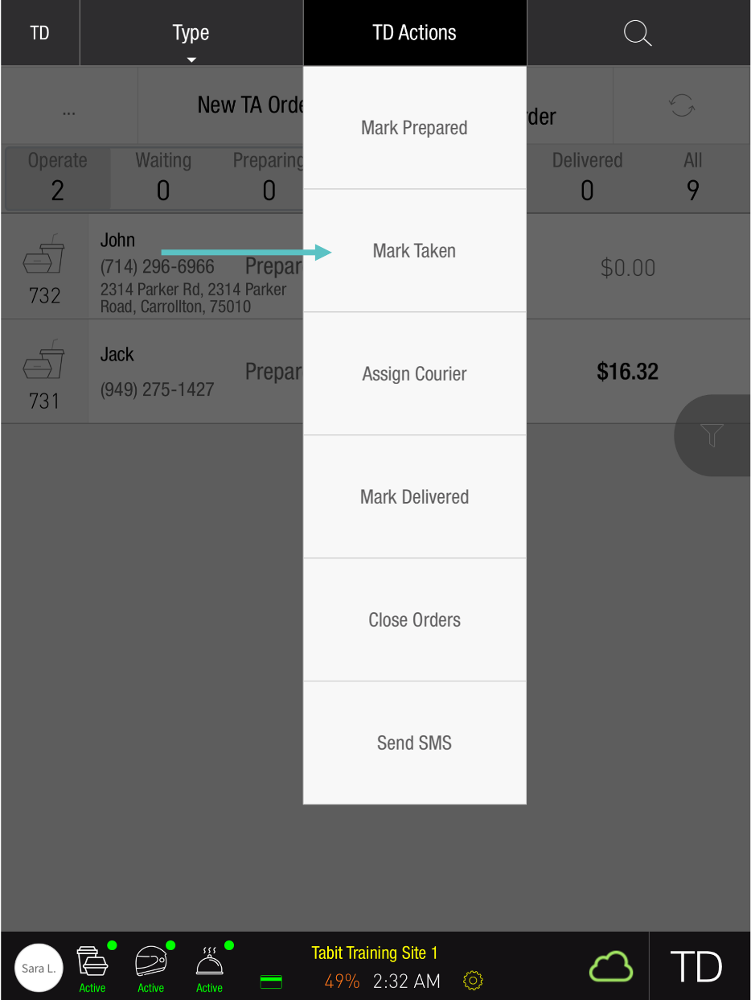 TD
Type
TD Actions
...
New TA Orde
rder
Operate
2
Waiting
0
Preparing
0
Delivered
0
All
9
732
John
(714) 296-6966
2314 Parker Rd, 2314 Parker
Road, Carrollton, 75010
Prepar
$0.00
731
Jack
(949) 275-1427
Prepar
$16.32
Mark Prepared
Mark Taken
Assign Courier
Mark Delivered
Close Orders
Send SMS
Sara L.
Active
Active
Active
Tabit Training Site 1
49% 2:32 AM
TD